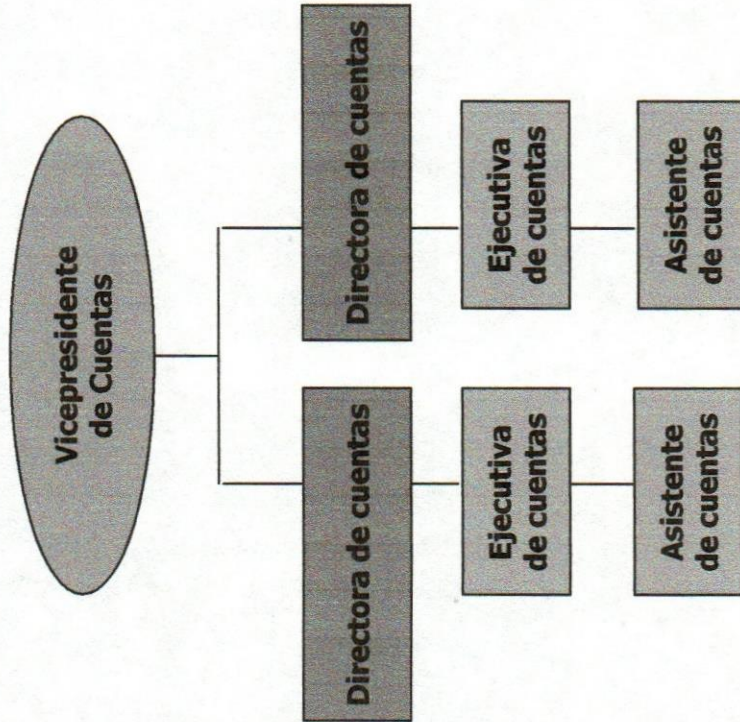 Vicepresidente
de Cuentas
Directora de cuentas
Ejecutiva
de cuentas
Asistente
de cuentas
Directora de cuentas
Ejecutiva
de cuentas
Asistente
de cuentas